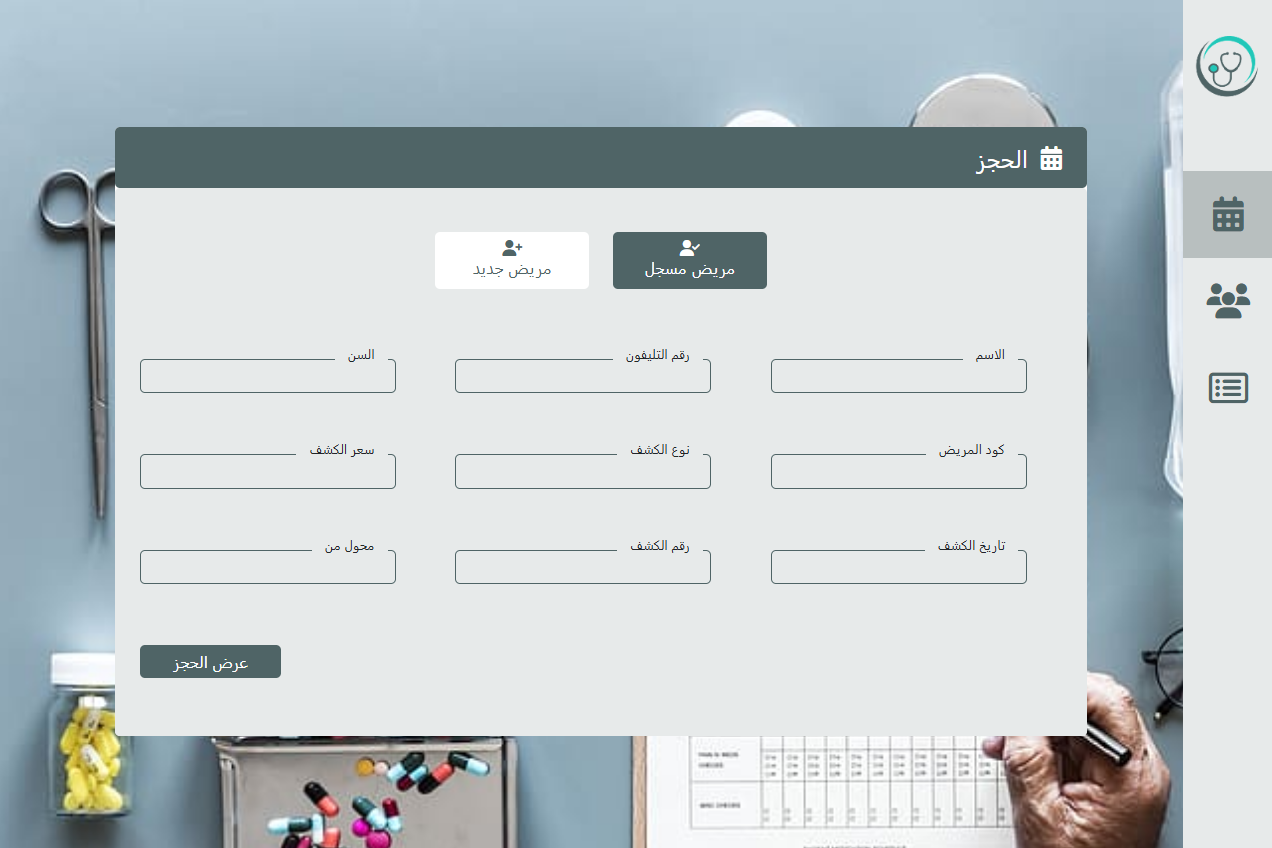 الحجز
مريض مسجل
مريض جديد
الاسم
رقم التليفون
السن
كود المريض
نوع الكشف
سعر الكشف
تاريخ الكشف
رقم الكشف
محول من
عرض الحجز